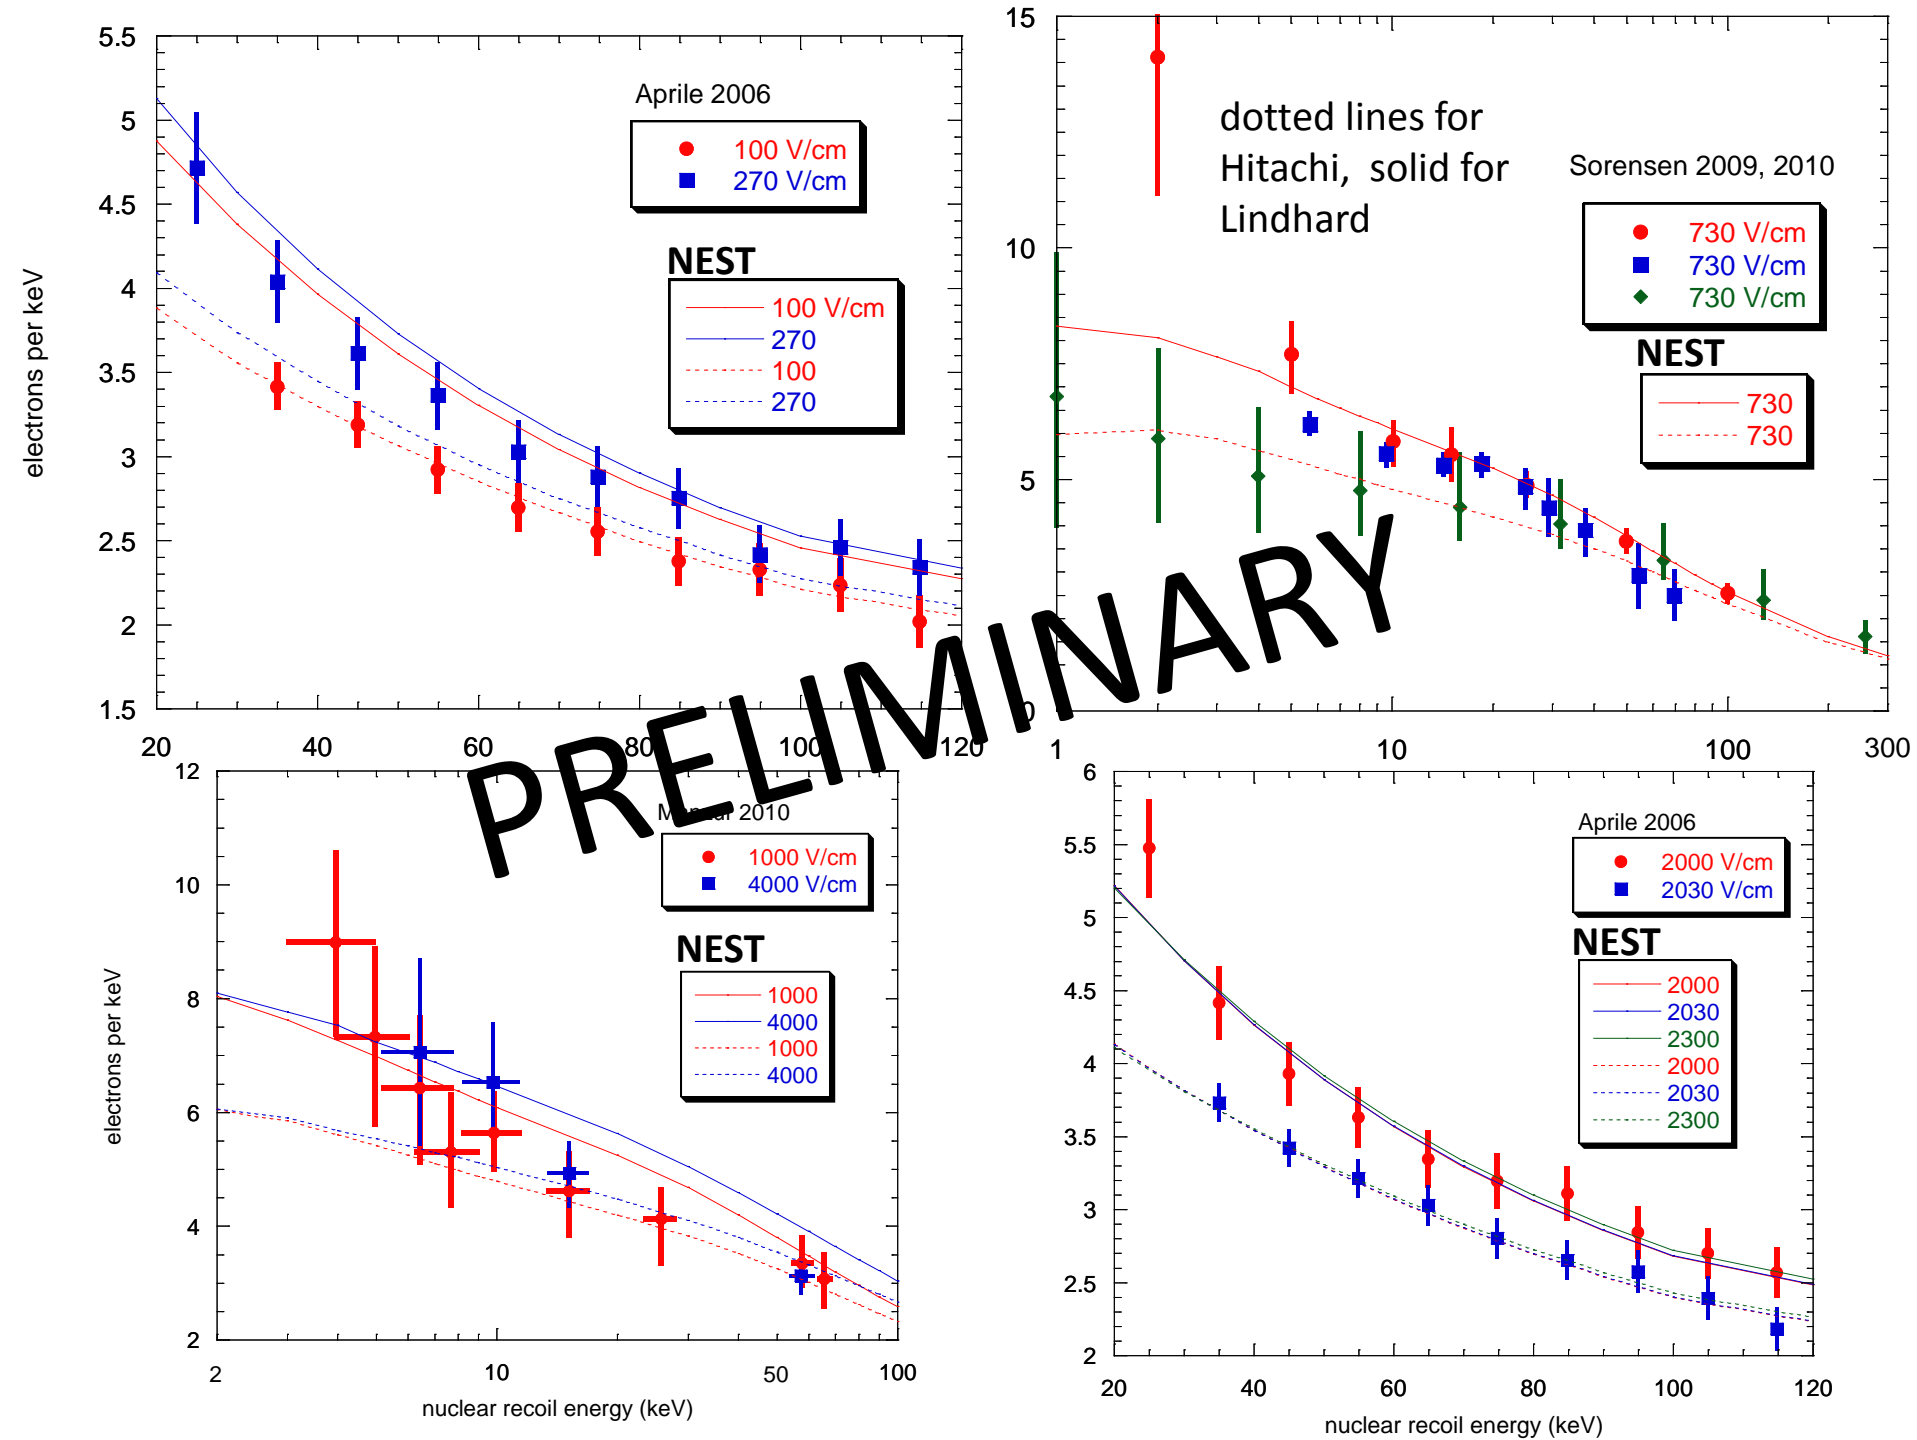 5.5
5
4.5
4
3.5
3
2.5
2
1.5
electrons per keV
Aprile 2006
100 V/cm
270 V/cm
NEST
100 V/cm
270
100
270
20
40
60
80
100
120
15
10
5
0
dotted lines for
Hitachi, solid for
Lindhard
Sorensen 2009, 2010
730 V/cm
730 V/cm
730 V/cm
NEST
730
730
1
10
100
300
PRELIMINARY
12
10
8
6
4
2
electrons per keV
2010
1000 V/cm
4000 V/cm
NEST
1000
4000
1000
4000
2
10
50
100
nuclear recoil energy (keV)
6
5.5
5
4.5
4
3.5
3
2.5
2
Aprile 2006
2000 V/cm
2030 V/cm
NEST
2000
2030
2300
2000
2030
2300
20
40
60
80
100
120
nuclear recoil energy (keV)